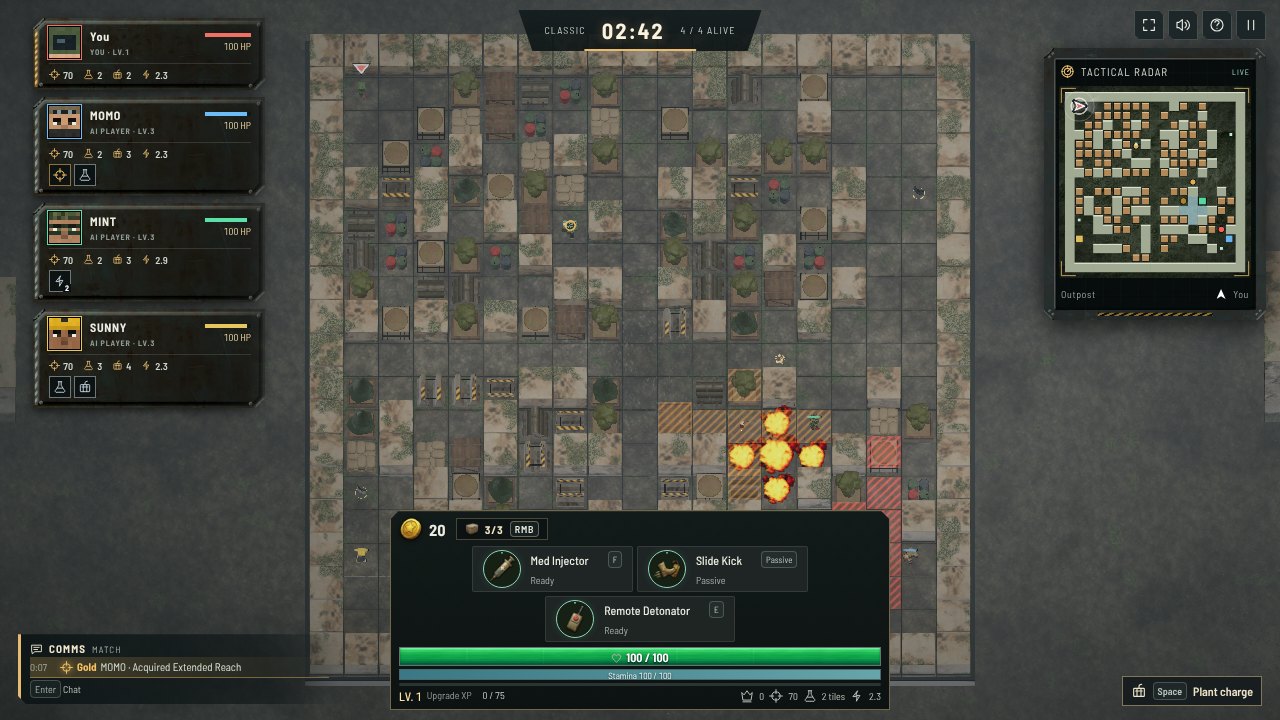 CLASSIC 02:42 4 / 4 ALIVE
You
YOU · LV.1
100 HP
70 2 2 2.3
MOMO
AI PLAYER · LV.3
100 HP
70 2 3 2.3
MINT
AI PLAYER · LV.3
100 HP
70 2 3 2.9
2
SUNNY
AI PLAYER · LV.3
100 HP
70 3 4 2.3
TACTICAL RADAR LIVE
Outpost You
20 3/3 RMB
Med Injector F
Ready
Slide Kick Passive
Passive
Remote Detonator E
Ready
100 / 100
Stamina 100 / 100
LV. 1 Upgrade XP 0 / 75 0 70 2 tiles 2.3
COMMS MATCH
0:07 Gold MOMO · Acquired Extended Reach
Enter Chat
Space Plant charge